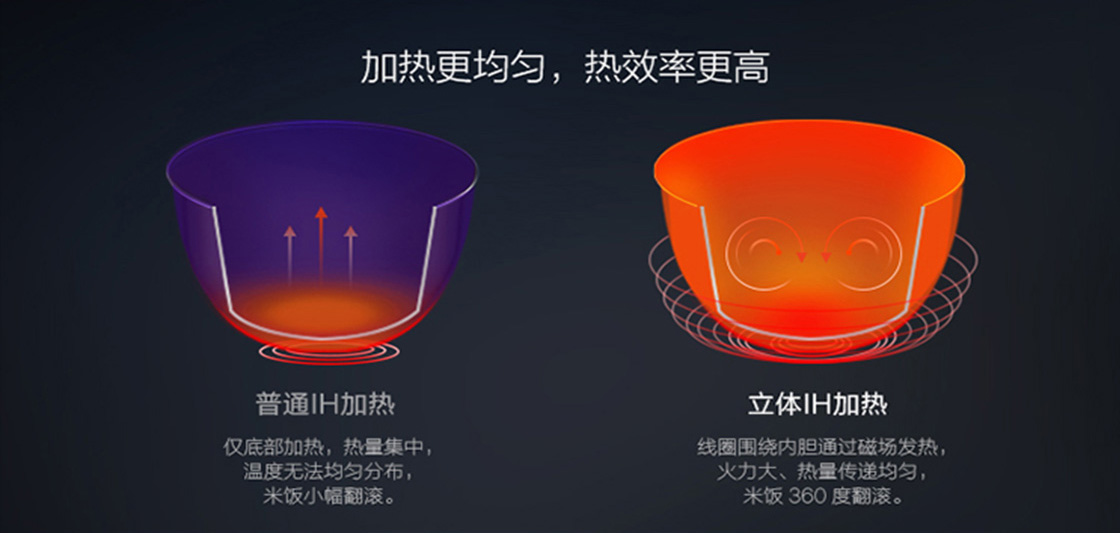 加热更均匀，热效率更高
普通IH加热
仅底部加热，热量集中，
温度无法均匀分布，
米饭小幅翻滚。
立体IH加热
线圈围绕内胆通过磁场发热，
火力大、热量传递均匀，
米饭 360 度翻滚。